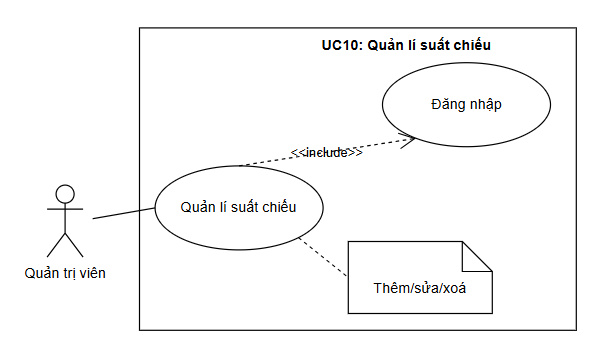 UC10: Quản lí suất chiếu
Đăng nhập
<<include>>
Quản lí suất chiếu
Quản trị viên
Thêm/sửa/xoá